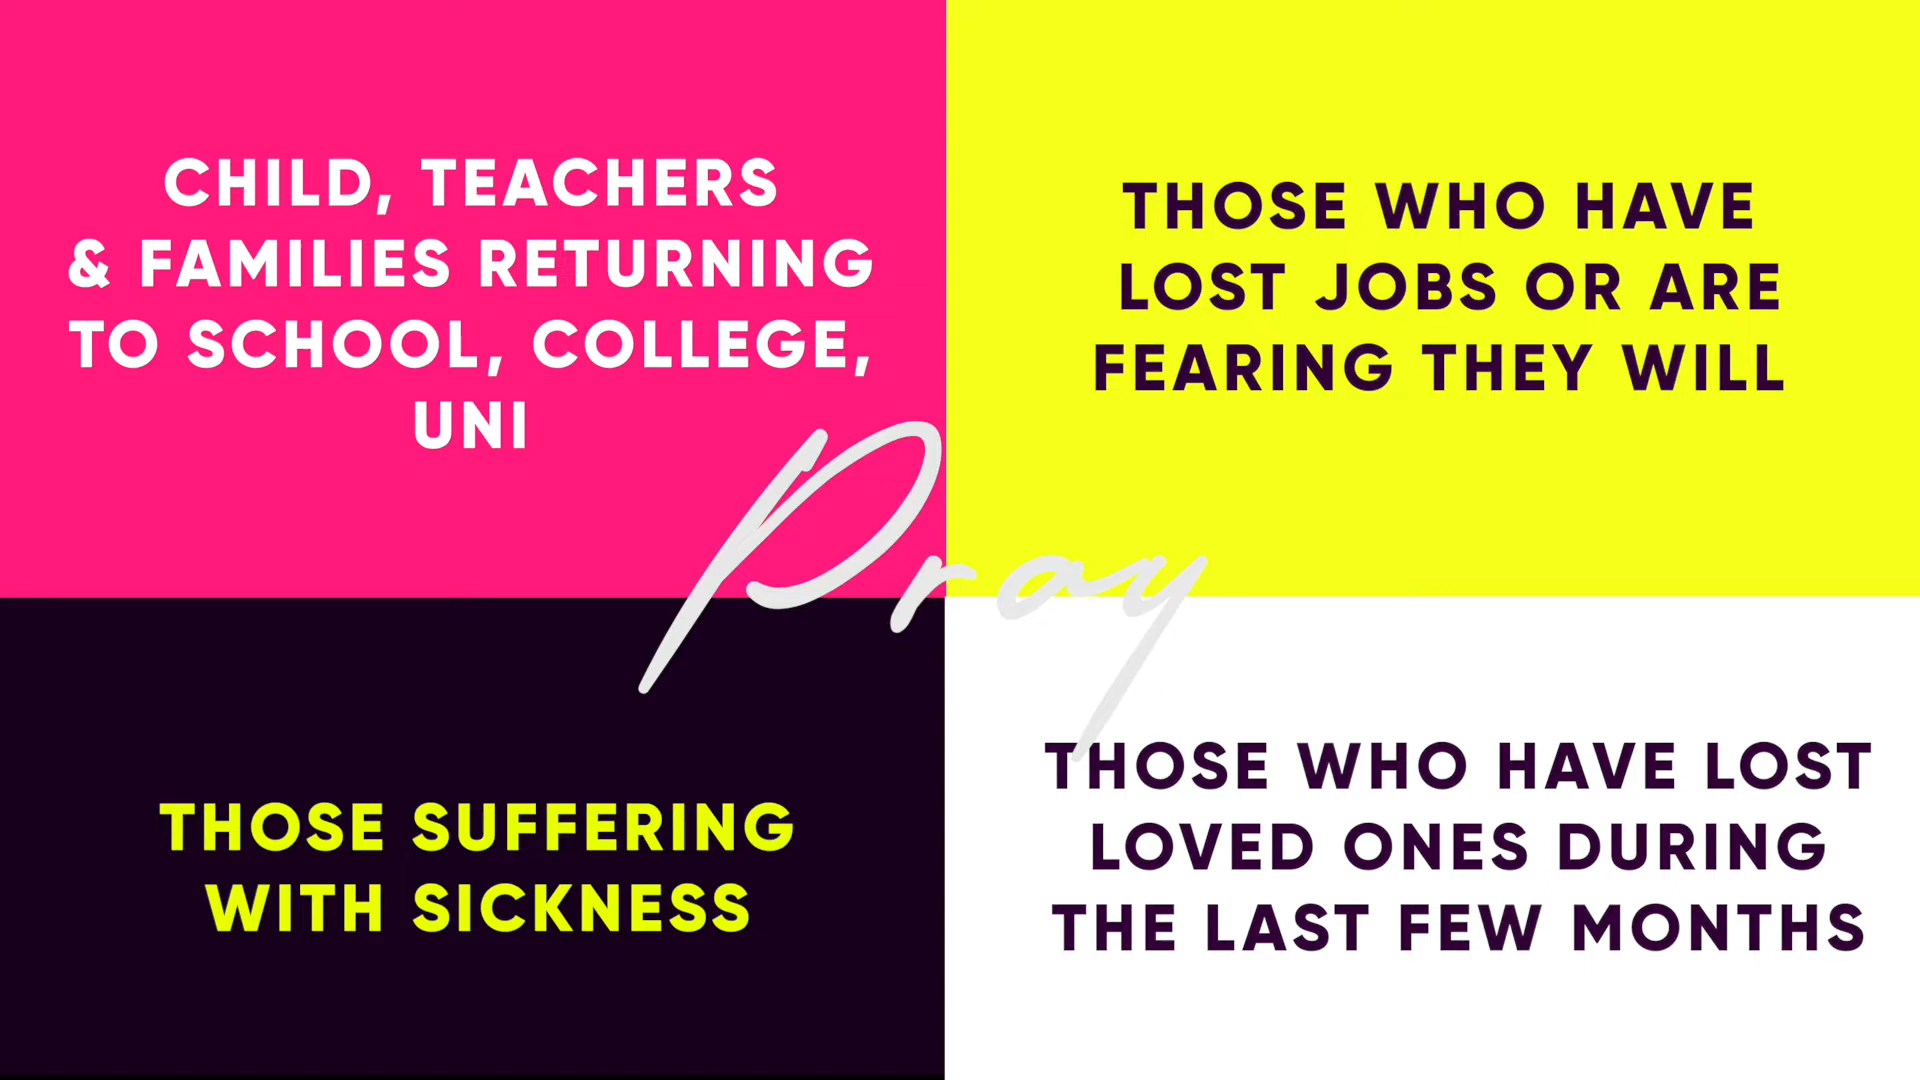 CHILD, TEACHERS
& FAMILIES RETURNING
TO SCHOOL, COLLEGE,
UNI
THOSE WHO HAVE
LOST JOBS OR ARE
FEARING THEY WILL
Pray
THOSE SUFFERING
WITH SICKNESS
THOSE WHO HAVE LOST
LOVED ONES DURING
THE LAST FEW MONTHS